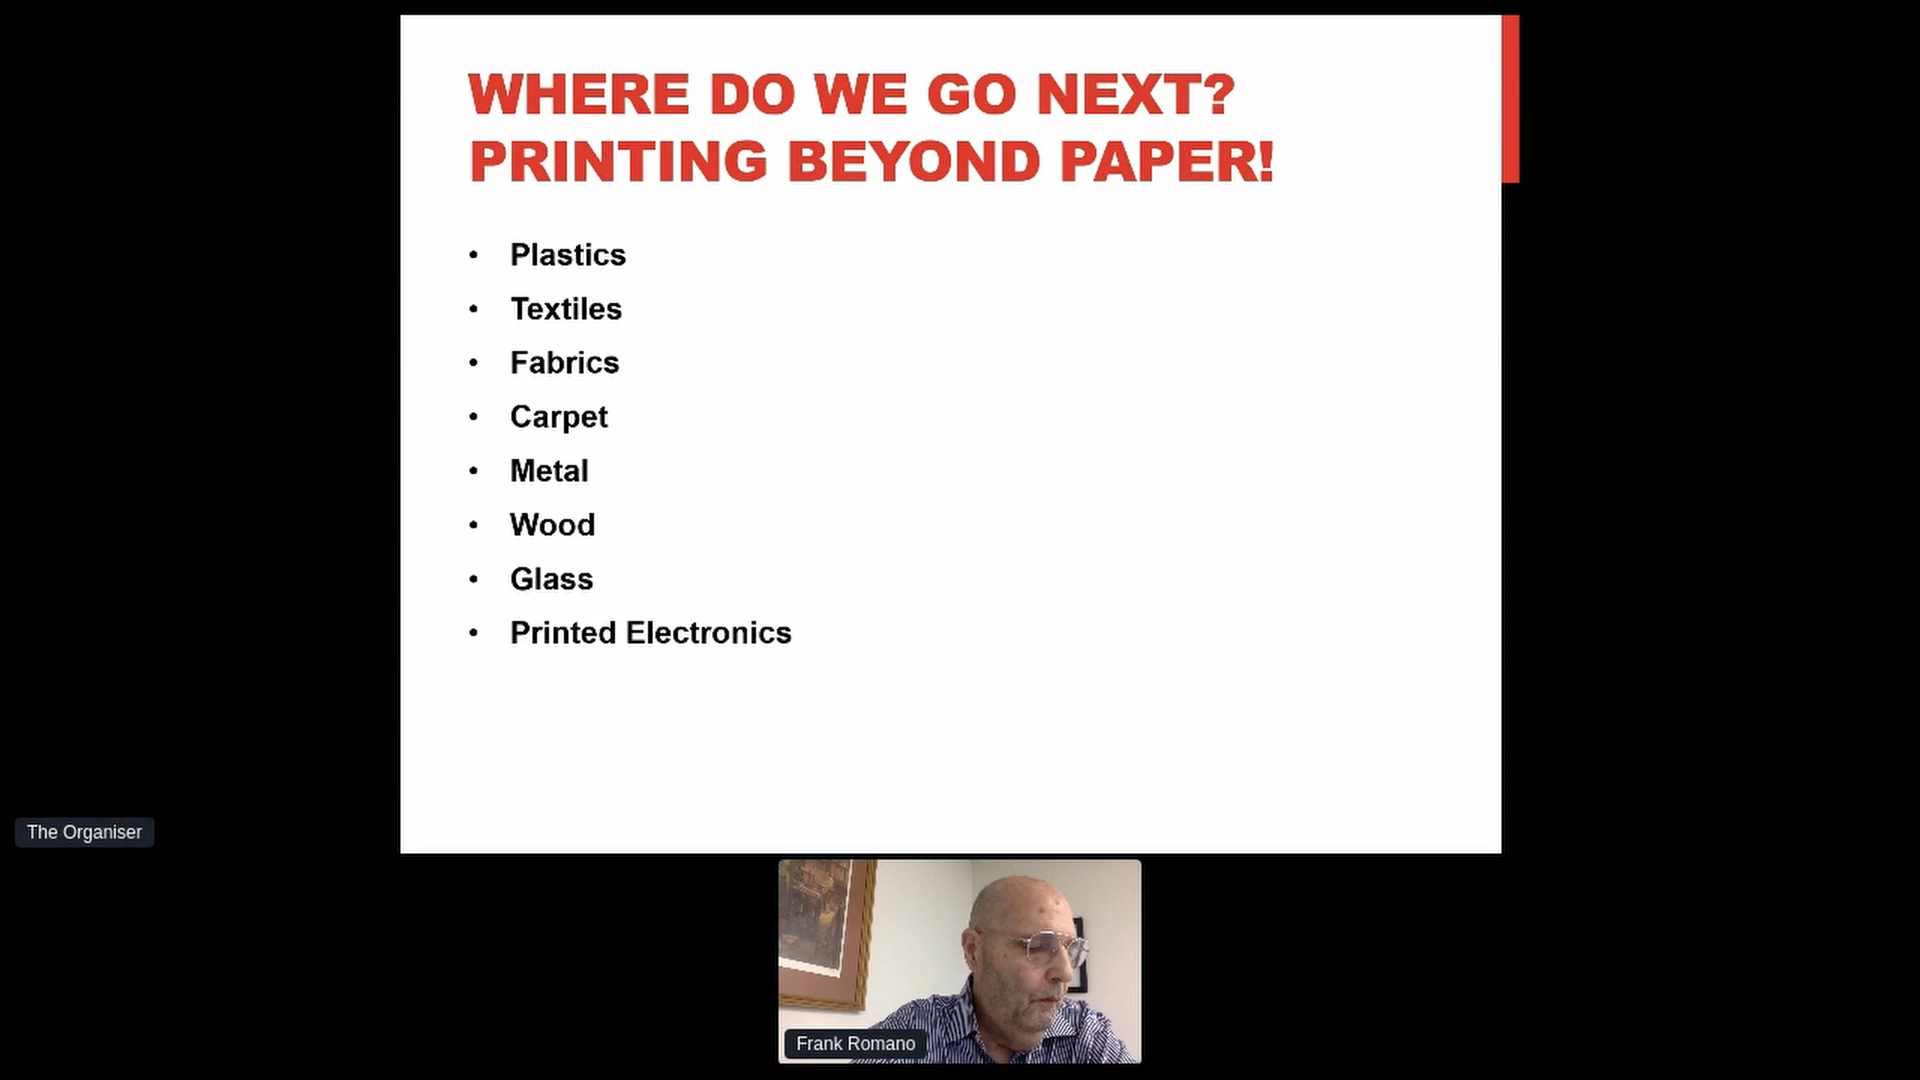 WHERE DO WE GO NEXT?
PRINTING BEYOND PAPER!
• Plastics
• Textiles
• Fabrics
• Carpet
• Metal
• Wood
• Glass
• Printed Electronics
The Organiser
Frank Romano